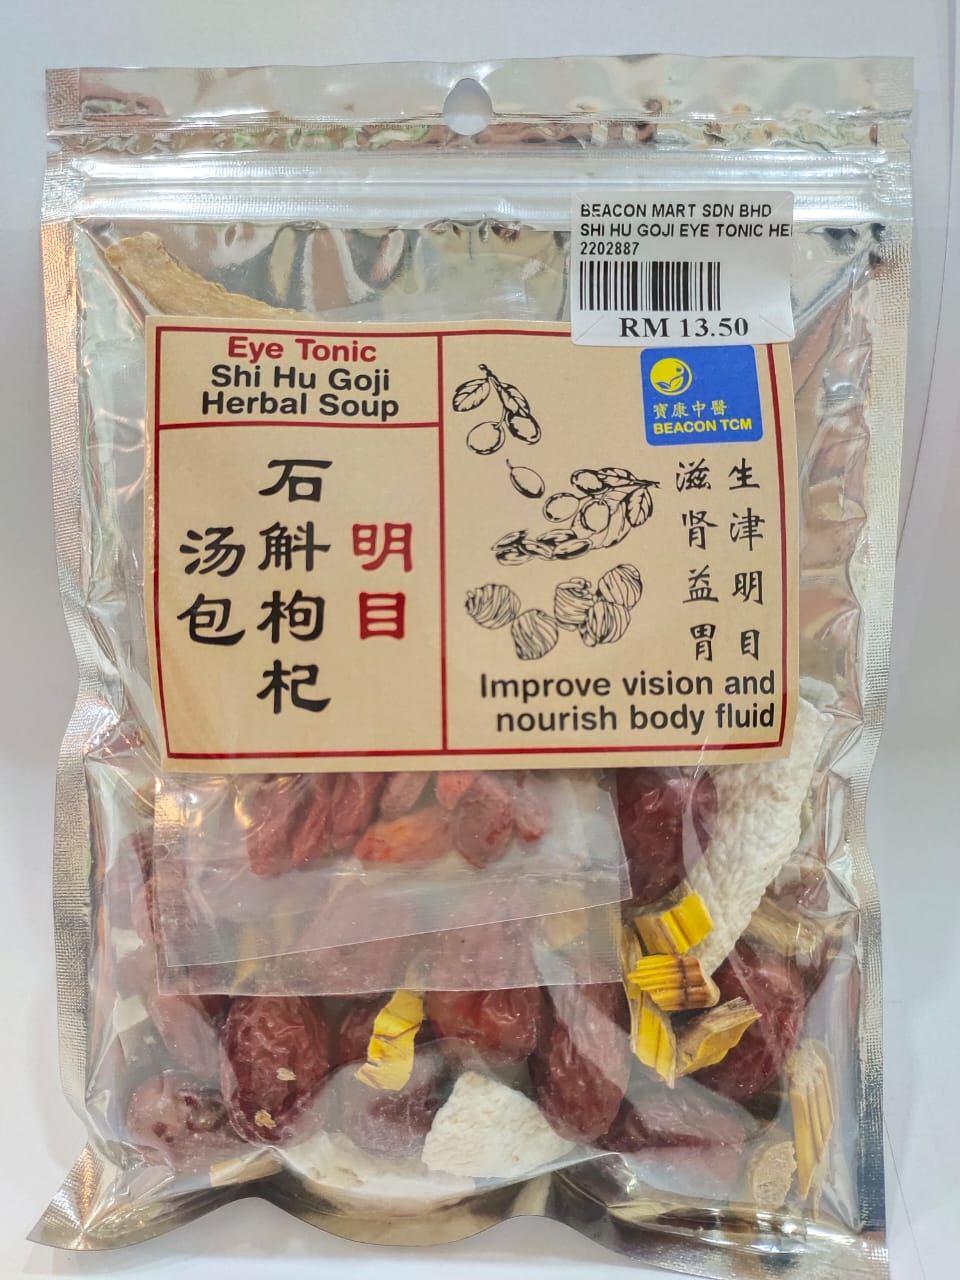 BEACON MART SDN BHD
SHI HU GOJI EYE TONIC HE
2202887
RM 13.50
Eye Tonic
Shi Hu Goji
Herbal Soup
明目
石斛枸杞
汤包
寶康中醫
BEACON TCM
生津明目
滋肾益胃
Improve vision and
nourish body fluid